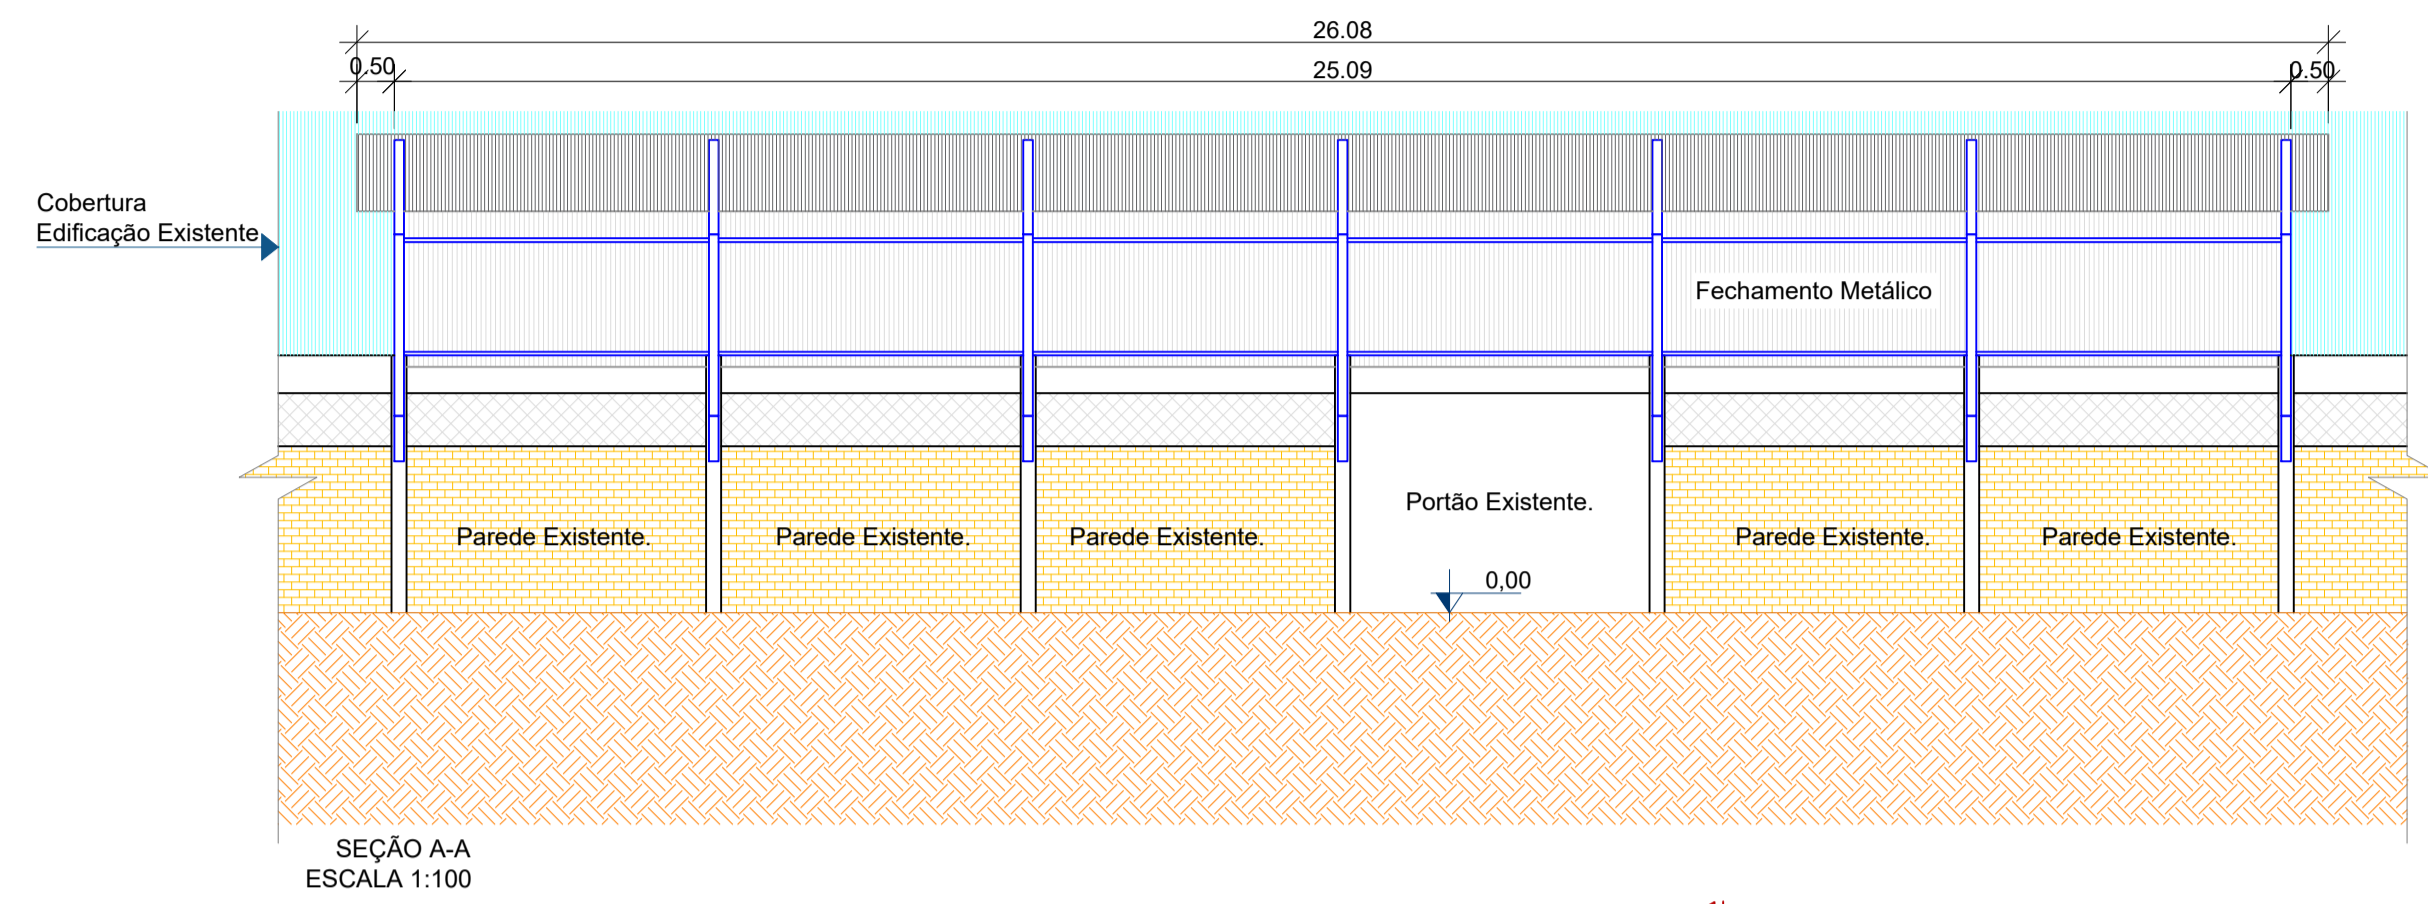 26.08
0.50
25.09
0.50
Cobertura
Edificação Existente
Fechamento Metálico
Portão Existente.
Parede Existente.
Parede Existente.
Parede Existente.
Parede Existente.
Parede Existente.
0,00
SEÇÃO A-A
ESCALA 1:100